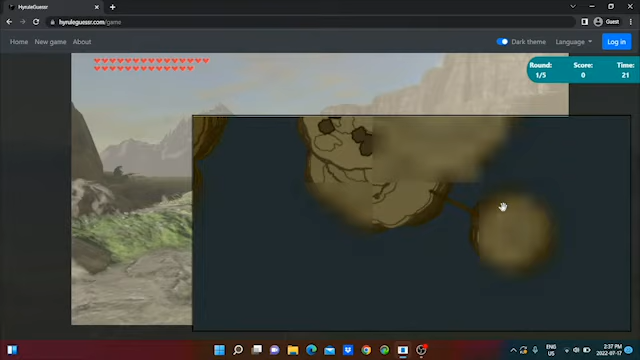 HyruleGuessr
hyruleguessr.com/game
Guest
Home New game About
Dark theme Language Log in
Round: Score: Time:
1/5 0 21
ENG
US
2:37 PM
2022-07-17